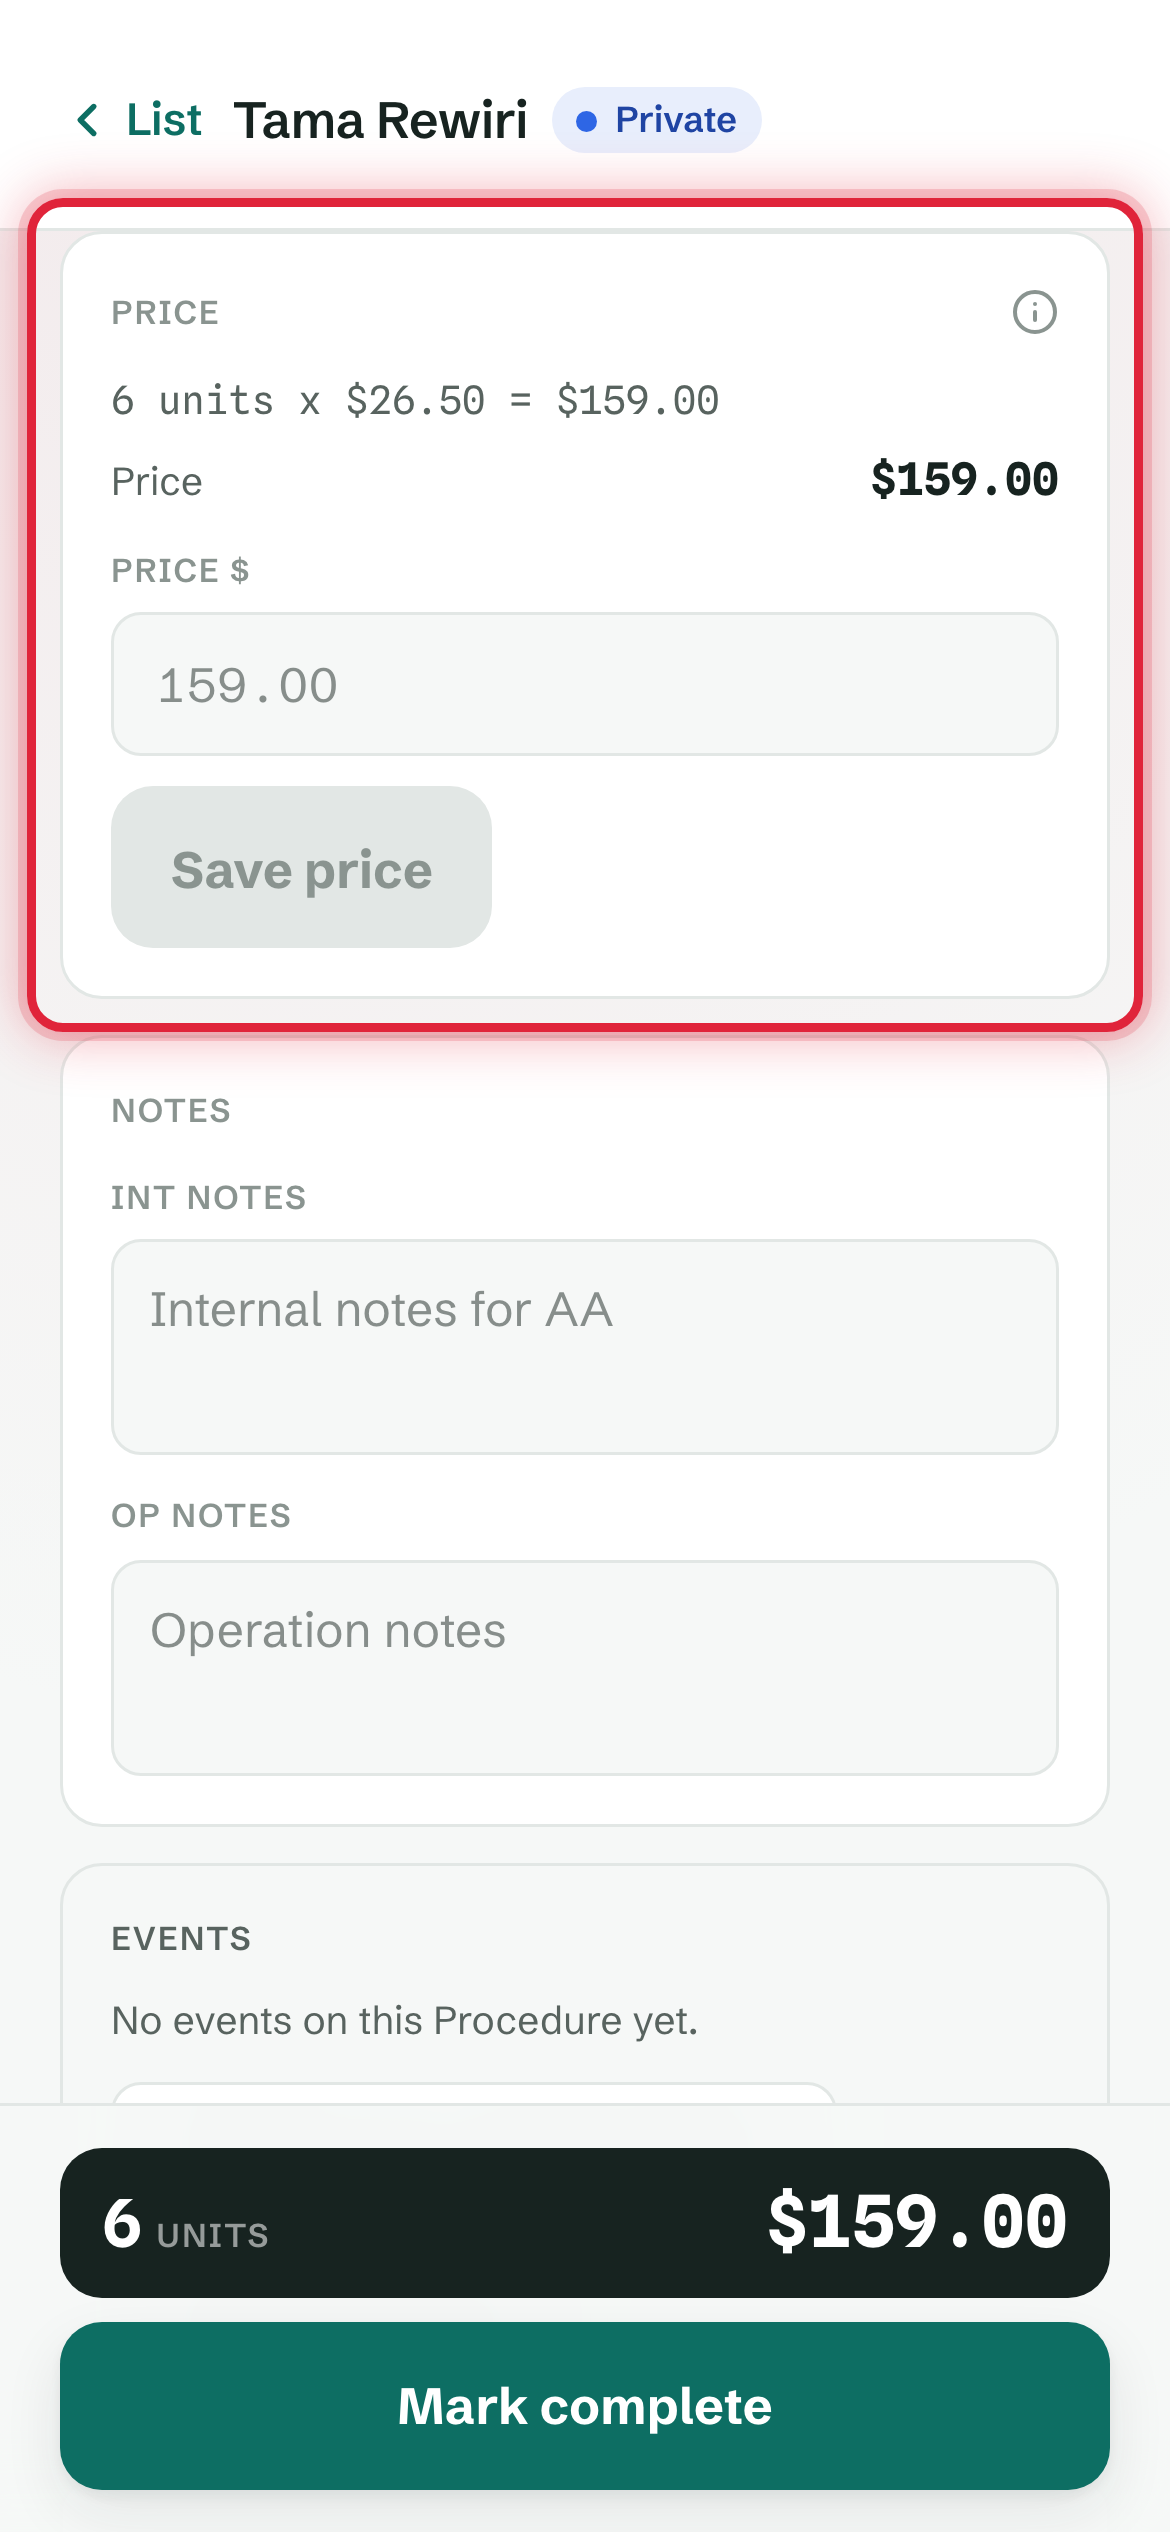 List Tama Rewiri Private
PRICE
6 units x $26.50 = $159.00
Price $159.00
PRICE $
159.00
Save price
NOTES
INT NOTES
Internal notes for AA
OP NOTES
Operation notes
EVENTS
No events on this Procedure yet.
6 UNITS $159.00
Mark complete